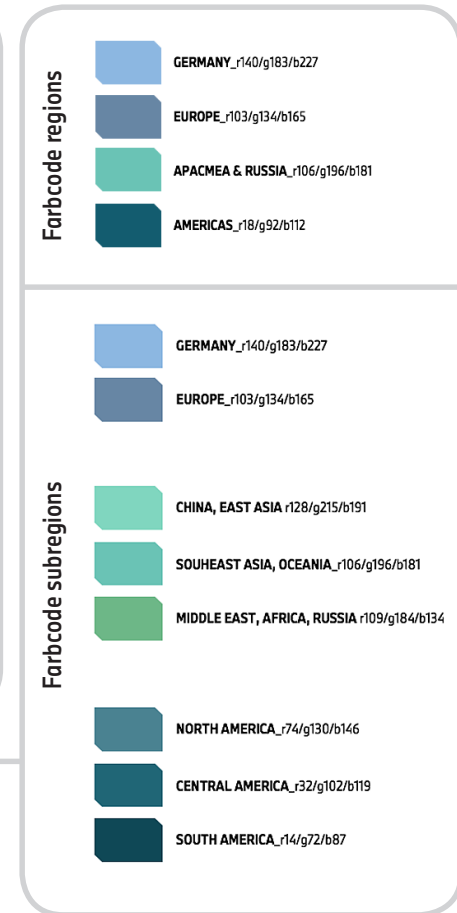 Farbcode regions
GERMANY_r140/g183/b227
EUROPE_r103/g134/b165
APACMEA & RUSSIA_r106/g196/b181
AMERICAS_r18/g92/b112
Farbcode subregions
GERMANY_r140/g183/b227
EUROPE_r103/g134/b165
CHINA, EAST ASIA r128/g215/b191
SOUHEAST ASIA, OCEANIA_r106/g196/b181
MIDDLE EAST, AFRICA, RUSSIA r109/g184/b134
NORTH AMERICA_r74/g130/b146
CENTRAL AMERICA_r32/g102/b119
SOUTH AMERICA_r14/g72/b87